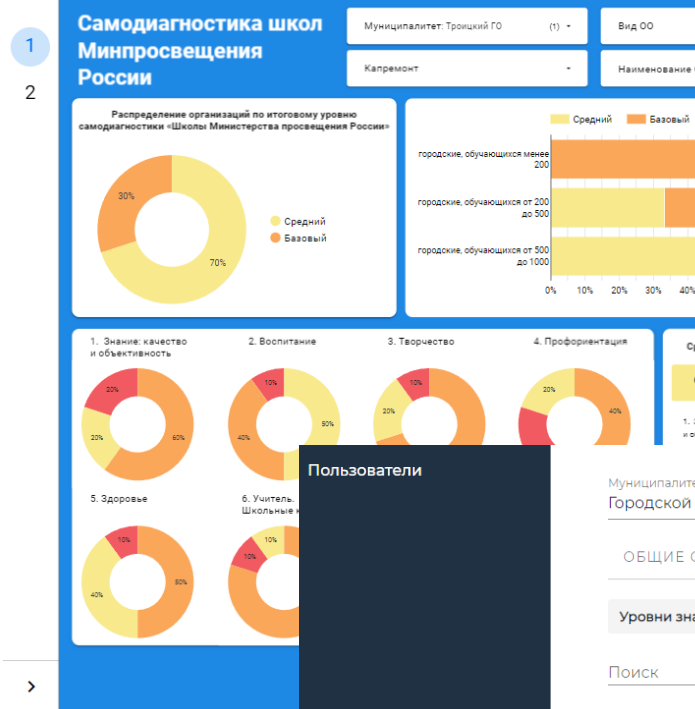 1
2
Самодиагностика школ
Минпросвещения
России
Муниципалитет: Троицкий ГО (1)
Вид ОО
Капремонт
Наименование
Распределение организаций по итоговому уровню
самодиагностики «Школы Министерства просвещения России»
30%
70%
Средний
Базовый
Средний Базовый
городские, обучающихся менее
200
городские, обучающихся от 200
до 500
городские, обучающихся от 500
до 1000
0% 10% 20% 30% 40%
1. Знание: качество
и объективность
20%
20%
60%
2. Воспитание
10%
50%
40%
3. Творчество
10%
20%
4. Профориентация
20%
40%
5. Здоровье
10%
40%
50%
6. Учитель.
Школьные
10%
10%
Пользователи
Муниципалите
Городской
ОБЩИЕ
Уровни зна
Поиск